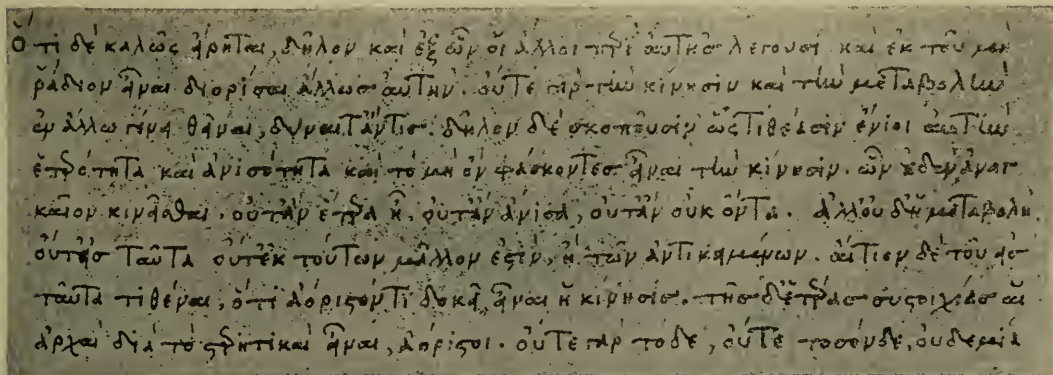 Ὅτι δὲ καλῶς εἴρηται, δῆλον καὶ ἐξ ὧν οἱ ἄλλοι περὶ αὐτῆς λέγουσι καὶ ἐκ τοῦ μὴ
ῥάδιον εἶναι διορίσαι ἄλλως αὐτήν. οὔτε γὰρ τὴν κίνησιν καὶ τὴν μεταβολὴν
ἐν ἄλλω γένει θεῖναι, δύναιτ' ἄν τις. δῆλον δὲ σκοποῦσιν ὡς τιθέασιν ἔνιοι αὐτὴν
ἑτερότητα καὶ ἀνισότητα καὶ τὸ μὴ ὂν φάσκοντες εἶναι τὴν κίνησιν. ὧν οὐδὲν ἀναγ
καῖον κινεῖσθαι. οὔτ' ἂν ἕτερα ἦ, οὔτ' ἂν ἄνισα, οὔτ' ἂν οὐκ ὄντα. ἀλλ' οὐδ' ἡ μεταβολὴ
οὔτ' εἰς ταῦτα οὔτ' ἐκ τούτων μᾶλλον ἐστὶν, ἢ τῶν ἀντικειμένων. αἴτιον δὲ τοῦ εἰς
ταῦτα τιθέναι, ὅτι ἀόριστόν τι δοκεῖ εἶναι ἡ κίνησις. τῆς δ' ἑτέρας συστοιχίας αἱ
ἀρχαὶ διὰ τὸ στερητικαὶ εἶναι, ἀόριστοι. οὔτε γὰρ τόδε, οὔτε τοσόνδε, οὐδεμία